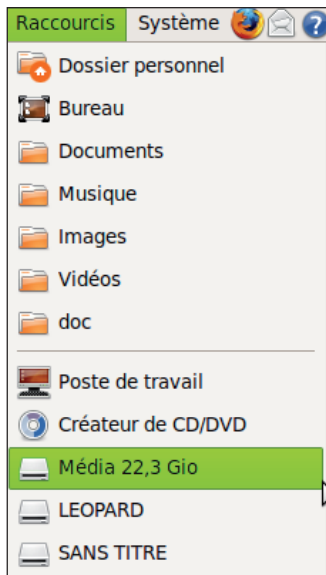 Raccourcis Système
Dossier personnel
Bureau
Documents
Musique
Images
Vidéos
doc
Poste de travail
Créateur de CD/DVD
Média 22,3 Gio
LEOPARD
SANS TITRE